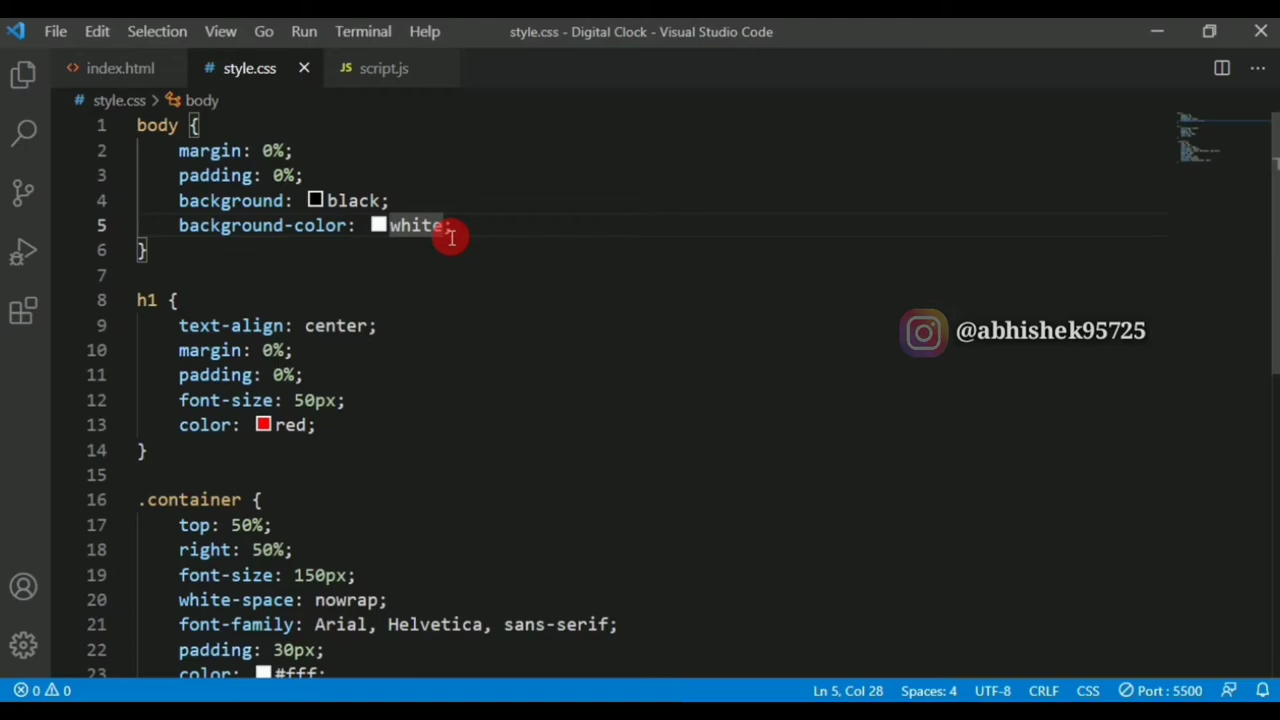 File Edit Selection View Go Run Terminal Help style.css - Digital Clock - Visual Studio Code
index.html # style.css JS script.js
# style.css > body
1 body {
2 margin: 0%;
3 padding: 0%;
4 background: black;
5 background-color: white;
6 }
7
8 h1 {
9 text-align: center;
10 margin: 0%;
11 padding: 0%;
12 font-size: 50px;
13 color: red;
14 }
15
16 .container {
17 top: 50%;
18 right: 50%;
19 font-size: 150px;
20 white-space: nowrap;
21 font-family: Arial, Helvetica, sans-serif;
22 padding: 30px;
23 color: #fff;
@abhishek95725
0 0 Ln 5, Col 28 Spaces: 4 UTF-8 CRLF CSS Port : 5500